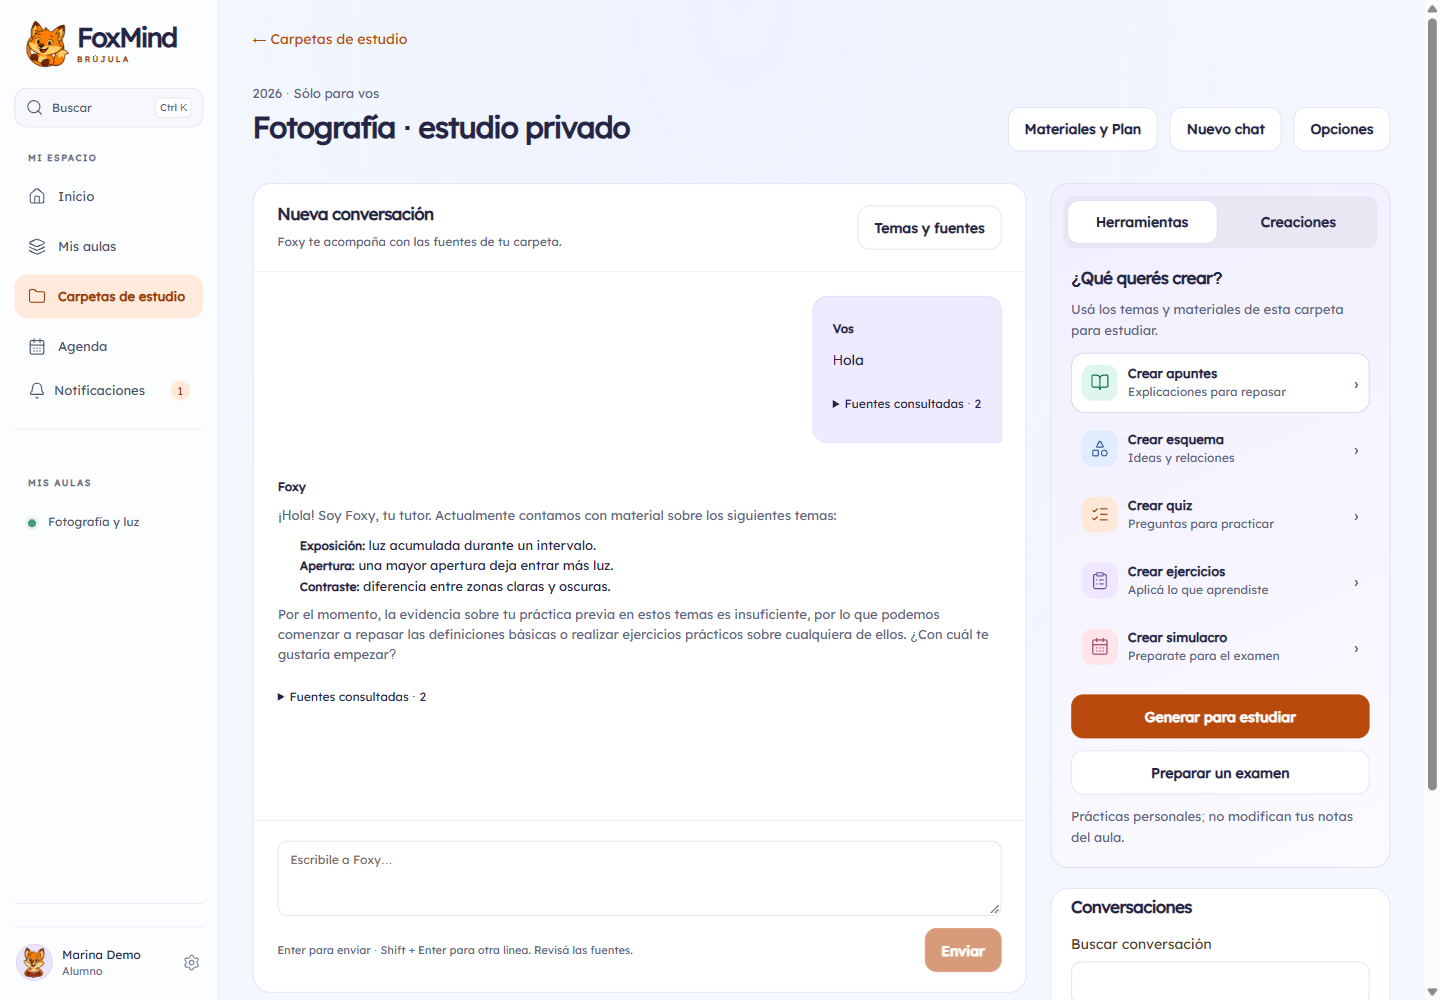 FoxMind
BRÚJULA
Buscar
Ctrl K
MI ESPACIO
Inicio
Mis aulas
Carpetas de estudio
Agenda
Notificaciones
1
MIS AULAS
Fotografía y luz
Marina Demo
Alumno
← Carpetas de estudio
2026 · Sólo para vos
Fotografía · estudio privado
Materiales y Plan
Nuevo chat
Opciones
Nueva conversación
Foxy te acompaña con las fuentes de tu carpeta.
Temas y fuentes
Vos
Hola
Fuentes consultadas · 2
Foxy
¡Hola! Soy Foxy, tu tutor. Actualmente contamos con material sobre los siguientes temas:
Exposición: luz acumulada durante un intervalo.
Apertura: una mayor apertura deja entrar más luz.
Contraste: diferencia entre zonas claras y oscuras.
Por el momento, la evidencia sobre tu práctica previa en estos temas es insuficiente, por lo que podemos
comenzar a repasar las definiciones básicas o realizar ejercicios prácticos sobre cualquiera de ellos. ¿Con cuál te
gustaría empezar?
Fuentes consultadas · 2
Escribile a Foxy...
Enter para enviar · Shift + Enter para otra línea. Revisá las fuentes.
Enviar
Herramientas
Creaciones
¿Qué querés crear?
Usá los temas y materiales de esta carpeta
para estudiar.
Crear apuntes
Explicaciones para repasar
Crear esquema
Ideas y relaciones
Crear quiz
Preguntas para practicar
Crear ejercicios
Aplicá lo que aprendiste
Crear simulacro
Preparate para el examen
Generar para estudiar
Preparar un examen
Prácticas personales; no modifican tus notas
del aula.
Conversaciones
Buscar conversación